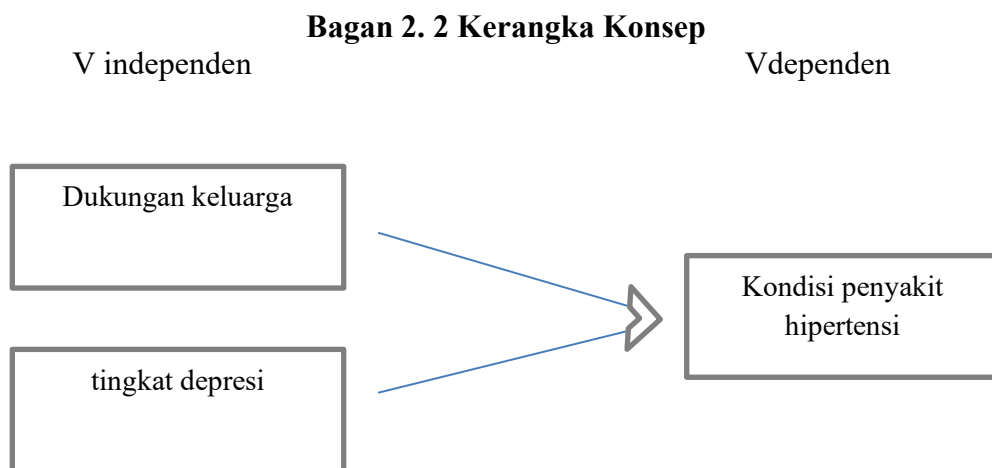 Bagan 2. 2 Kerangka Konsep
V independen
Vdependen
Dukungan keluarga
tingkat depresi
Kondisi penyakit
hipertensi